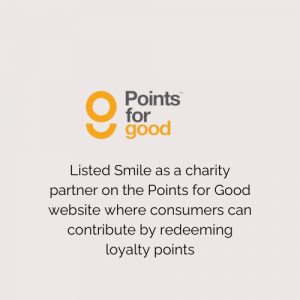 Points™
for
good
Listed Smile as a charity
partner on the Points for Good
website where consumers can
contribute by redeeming
loyalty points